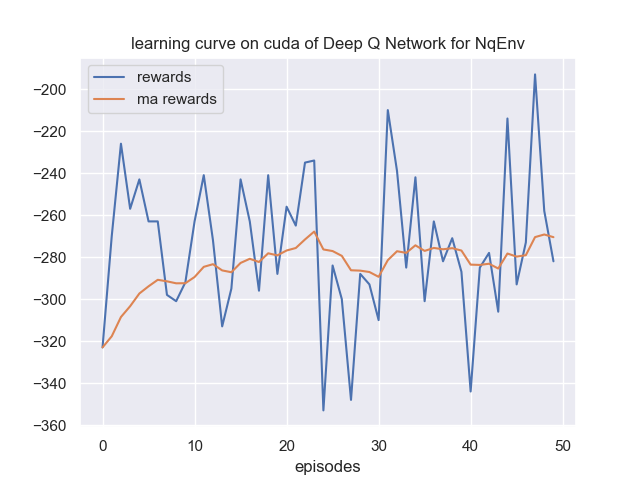 learning curve on cuda of Deep Q Network for NqEnv
rewards
ma rewards
−200
−220
−240
−260
−280
−300
−320
−340
−360
0 10 20 30 40 50
episodes